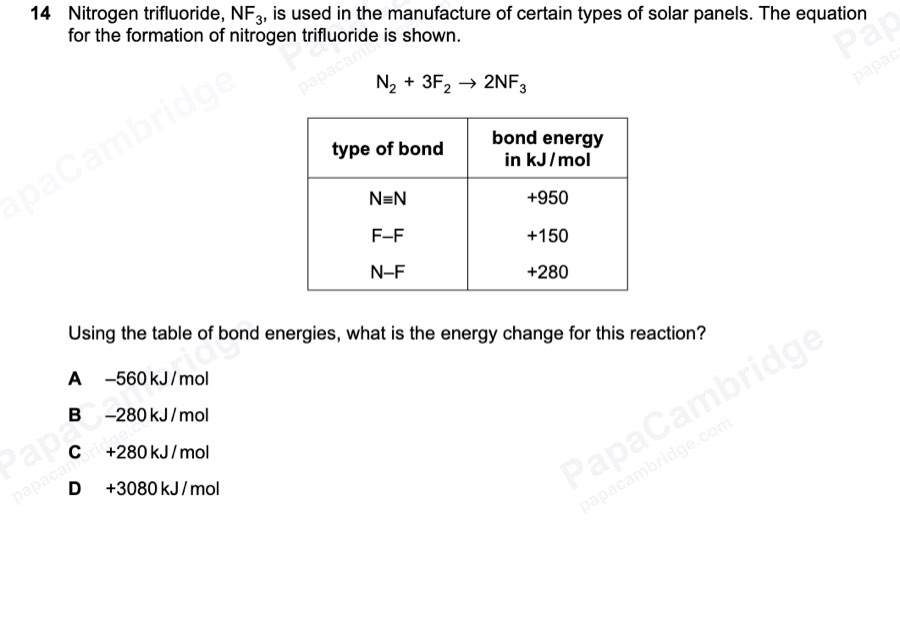 14 Nitrogen trifluoride, NF₃, is used in the manufacture of certain types of solar panels. The equation
for the formation of nitrogen trifluoride is shown.
N₂ + 3F₂ → 2NF₃
type of bond
bond energy
in kJ/mol
N≡N +950
F–F +150
N–F +280
Using the table of bond energies, what is the energy change for this reaction?
A –560 kJ/mol
B –280 kJ/mol
C +280 kJ/mol
D +3080 kJ/mol
PapaCambridge
papacambridge.com